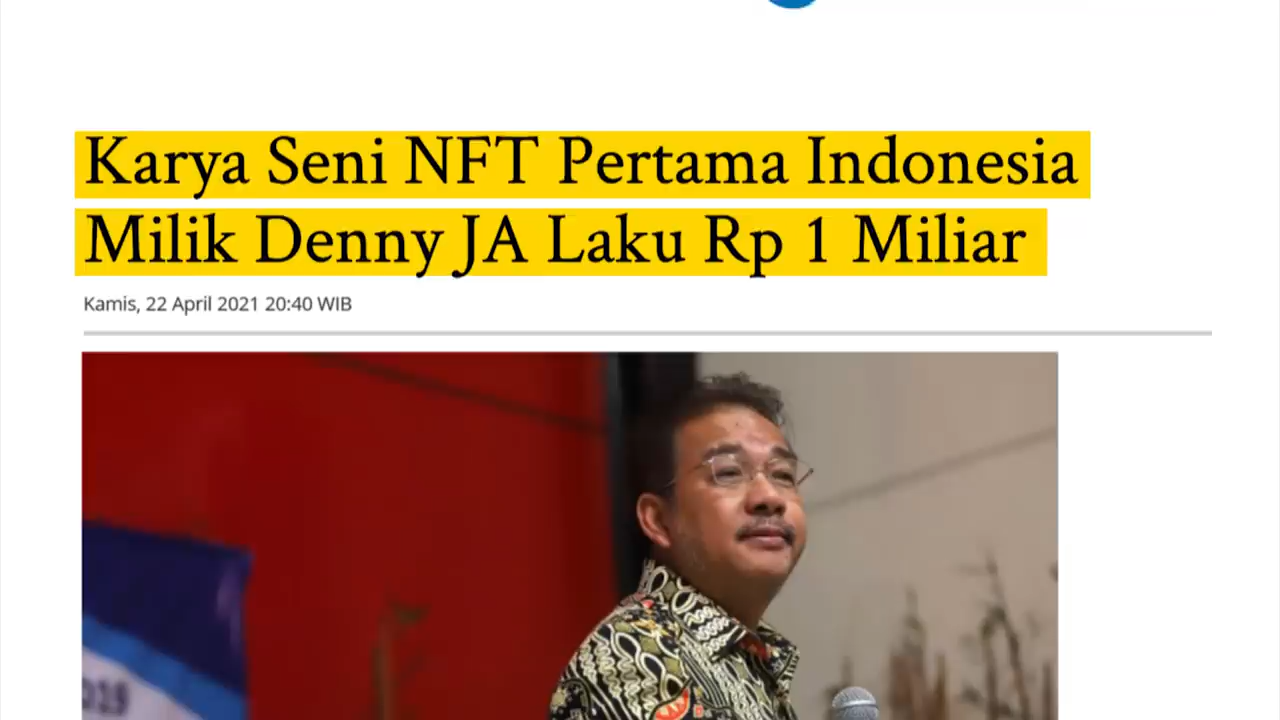 Karya Seni NFT Pertama Indonesia
Milik Denny JA Laku Rp 1 Miliar
Kamis, 22 April 2021 20:40 WIB
2019